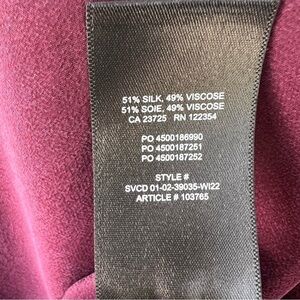 51% SILK, 49% VISCOSE
51% SOIE, 49% VISCOSE
CA 23725 RN 122354
PO 4500186990
PO 4500187251
PO 4500187252
STYLE #
SVCD 01-02-39035-WI22
ARTICLE # 103765